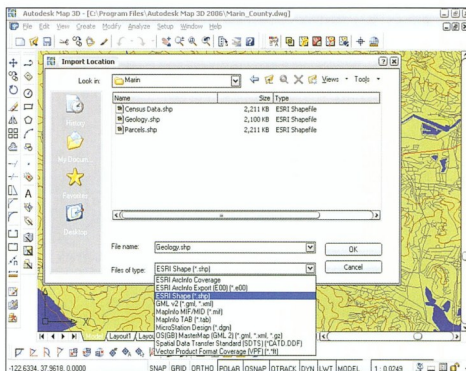 Autodesk Map 3D - [C:\Program Files\Autodesk Map 3D 2006\Marin_County.dwg]
File Edit View Create Modify Analyze Setup Window Help
Import Location
Look in: Marin Views Tools
Name Size Type
Census Data.shp 2,211 KB ESRI Shapefile
Geology.shp 2,100 KB ESRI Shapefile
Parcels.shp 2,211 KB ESRI Shapefile
History
My Docum...
Favorites
Desktop
File name: Geology.shp OK
Files of type: ESRI Shape (*.shp) Cancel
ESRI ArcInfo Coverage
ESRI ArcInfo Export (E00) (*.e00)
ESRI Shape (*.shp)
GML v2 (*.gml, *.xml)
MapInfo MIF/MID (*.mif)
MapInfo TAB (*.tab)
MicroStation Design (*.dgn)
OS(GB) MasterMap (GML 2) (*.gml, *.xml, *.gz)
Spatial Data Transfer Standard (SDTS) (*CATD.DDF)
Vector Product Format Coverage (VPF) (*.*ft)
X
Layout1
-122.6334, 37.9618, 0.0000 SNAP GRID ORTHO POLAR OSNAP OTRACK DYN LWT MODEL 1 : 0.0249